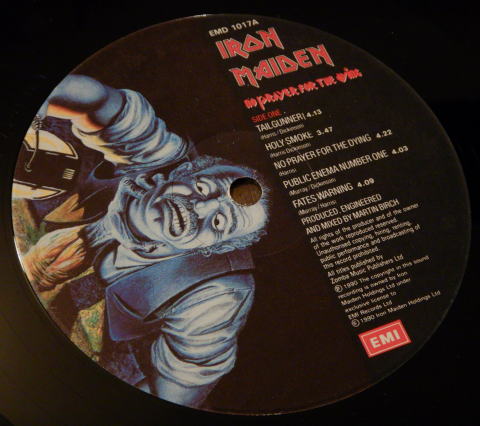 EMD 1017A
IRON
MAIDEN
NO PRAYER FOR THE DYING
SIDE ONE
TAILGUNNER 4.13
(Harris/Dickinson)
HOLY SMOKE 3.47
(Harris/Dickinson)
NO PRAYER FOR THE DYING 4.22
(Harris)
PUBLIC ENEMA NUMBER ONE 4.03
(Murray/Dickinson)
FATES WARNING 4.09
(Murray/Harris)
PRODUCED, ENGINEERED
AND MIXED BY MARTIN BIRCH
All rights of the producer and of the owner
of the work reproduced reserved.
Unauthorised copying, hiring, renting,
public performance and broadcasting of
this record prohibited.
All titles published by
Zomba Music Publishers Ltd
℗ 1990 The copyright in this sound
recording is owned by Iron
Maiden Holdings Ltd under
exclusive license to
EMI Records Ltd
© 1990 Iron Maiden Holdings Ltd
EMI